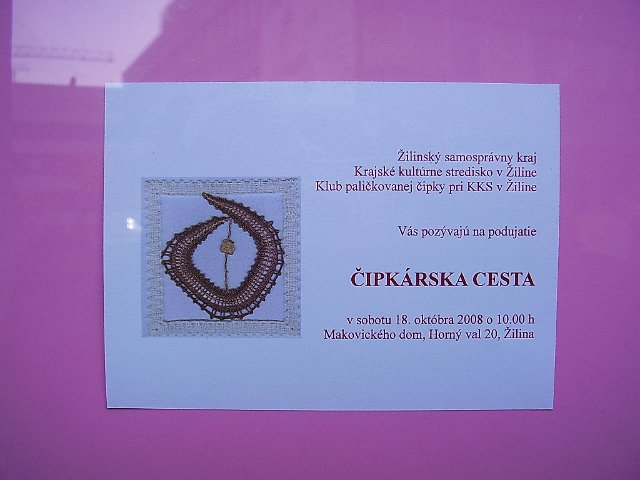 Žilinský samosprávny kraj
Krajské kultúrne stredisko v Žiline
Klub paličkovanej čipky pri KKS v Žiline
Vás pozývajú na podujatie
ČIPKÁRSKA CESTA
v sobotu 18. októbra 2008 o 10.00 h
Makovického dom, Horný val 20, Žilina